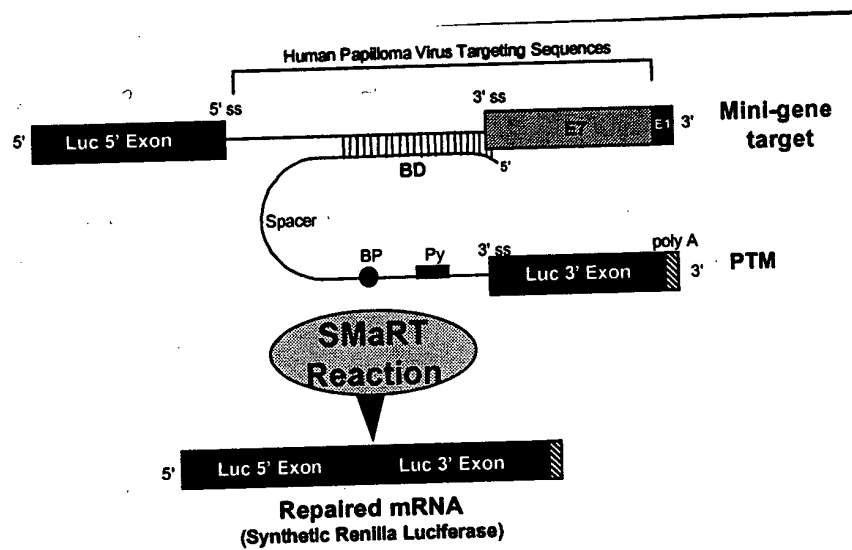 Human Papilloma Virus Targeting Sequences
5' ss
3' ss
5'
Luc 5' Exon
E7
E1
3'
Mini-gene
target
BD
5'
Spacer
BP
Py
3' ss
poly A
Luc 3' Exon
3'
PTM
SMaRT
Reaction
5'
Luc 5' Exon
Luc 3' Exon
Repaired mRNA
(Synthetic Renilla Luciferase)